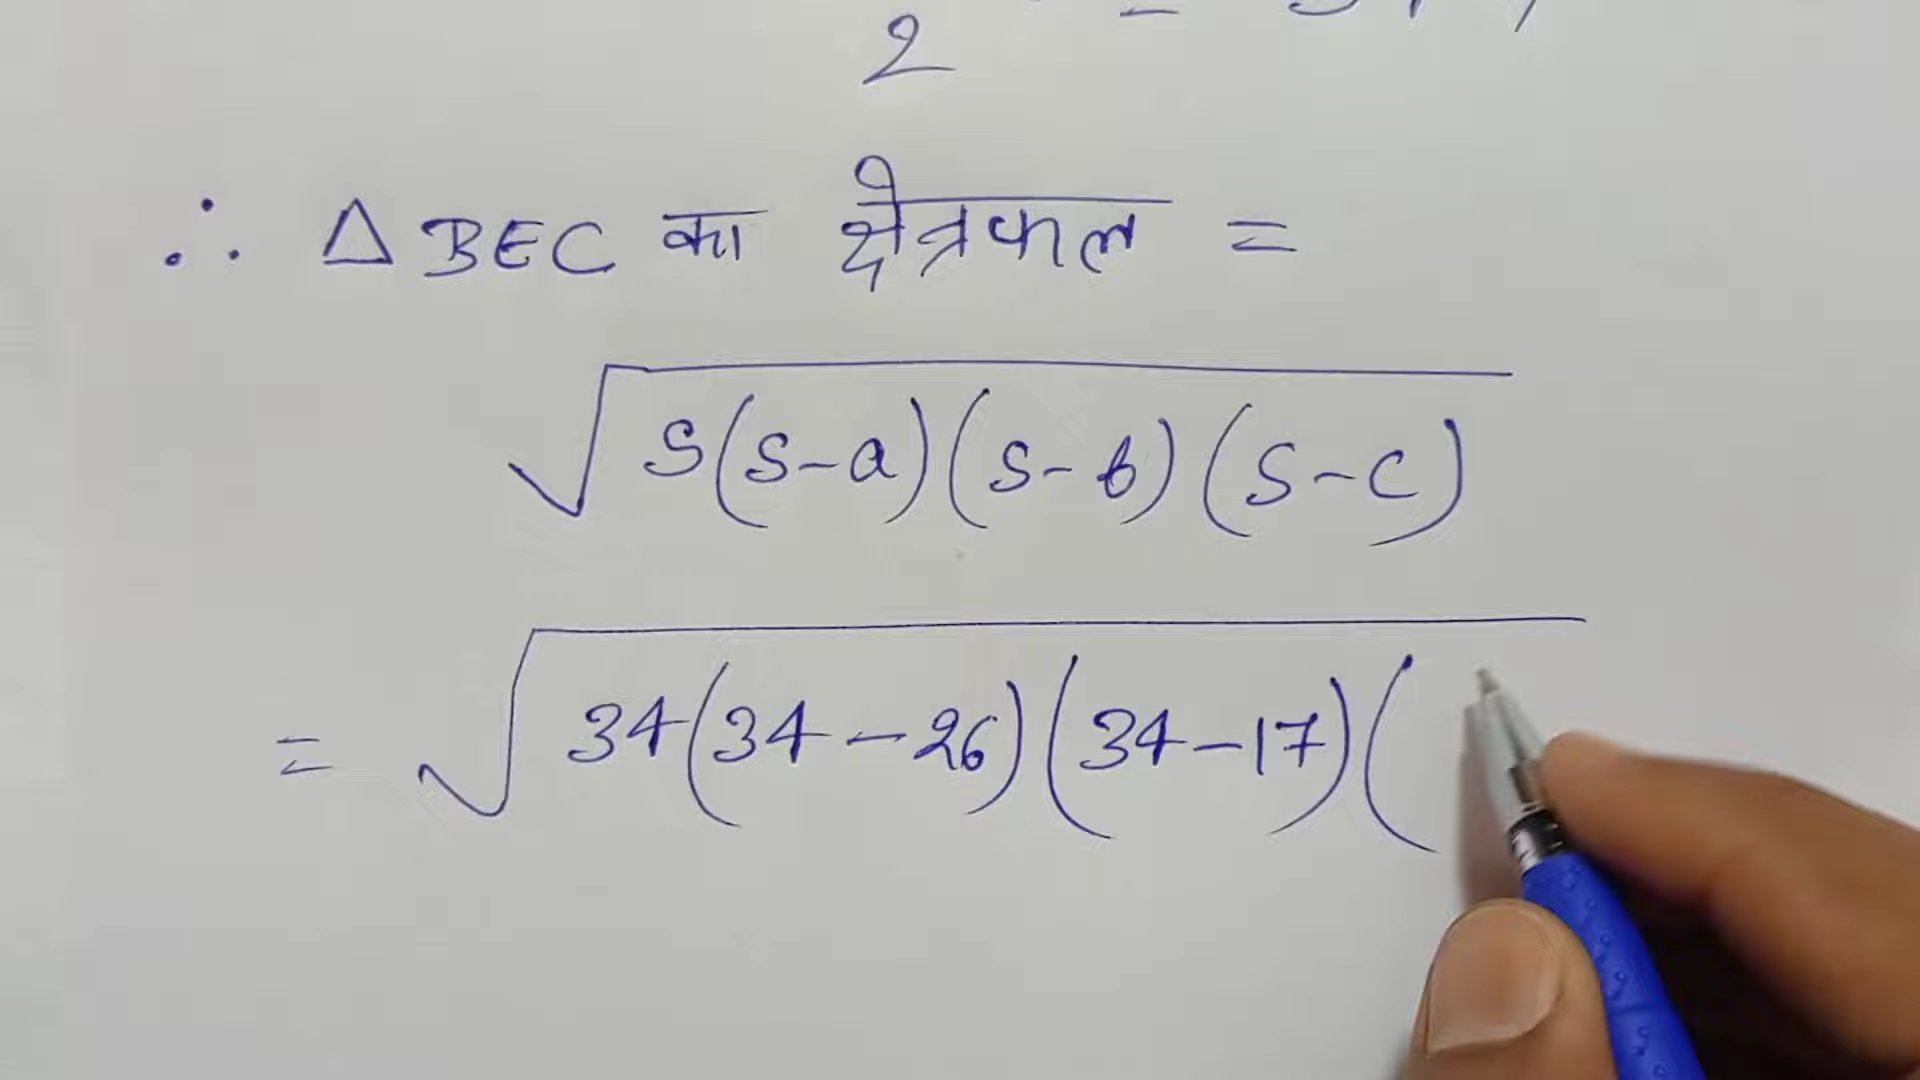 2
∴ △BEC का क्षेत्रफल =
√S(S-a)(S-b)(S-c)
= √34(34-26)(34-17)(